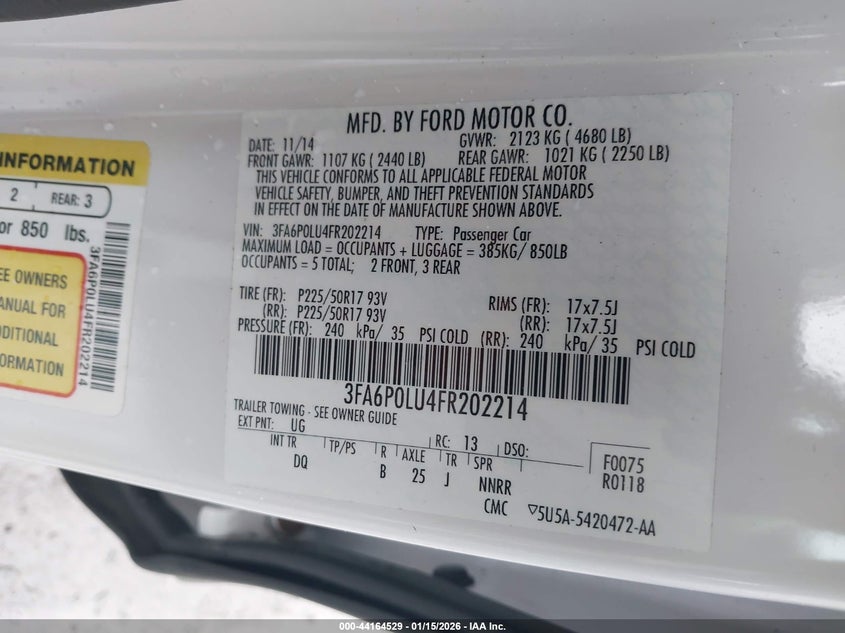 INFORMATION
2 REAR: 3
or 850 lbs.
EE OWNERS
ANUAL FOR
DDITIONAL
FORMATION
3FA6P0LU4FR202214
MFD. BY FORD MOTOR CO.
DATE: 11/14 GVWR: 2123 KG ( 4680 LB)
FRONT GAWR: 1107 KG ( 2440 LB) REAR GAWR: 1021 KG ( 2250 LB)
THIS VEHICLE CONFORMS TO ALL APPLICABLE FEDERAL MOTOR
VEHICLE SAFETY, BUMPER, AND THEFT PREVENTION STANDARDS
IN EFFECT ON THE DATE OF MANUFACTURE SHOWN ABOVE.
VIN: 3FA6P0LU4FR202214 TYPE: Passenger Car
MAXIMUM LOAD = OCCUPANTS + LUGGAGE = 385KG/ 850LB
OCCUPANTS = 5 TOTAL; 2 FRONT, 3 REAR
TIRE (FR): P225/50R17 93V RIMS (FR): 17x7.5J
(RR): P225/50R17 93V (RR): 17x7.5J
PRESSURE (FR): 240 kPa/ 35 PSI COLD (RR): 240 kPa/ 35 PSI COLD
3FA6P0LU4FR202214
TRAILER TOWING - SEE OWNER GUIDE
EXT PNT: UG RC: 13 DSO:
INT TR TP/PS R AXLE TR SPR
DQ B 25 J NNRR
F0075
R0118
CMC ▽5U5A-5420472-AA
000-44164529 - 01/15/2026 - IAA Inc.